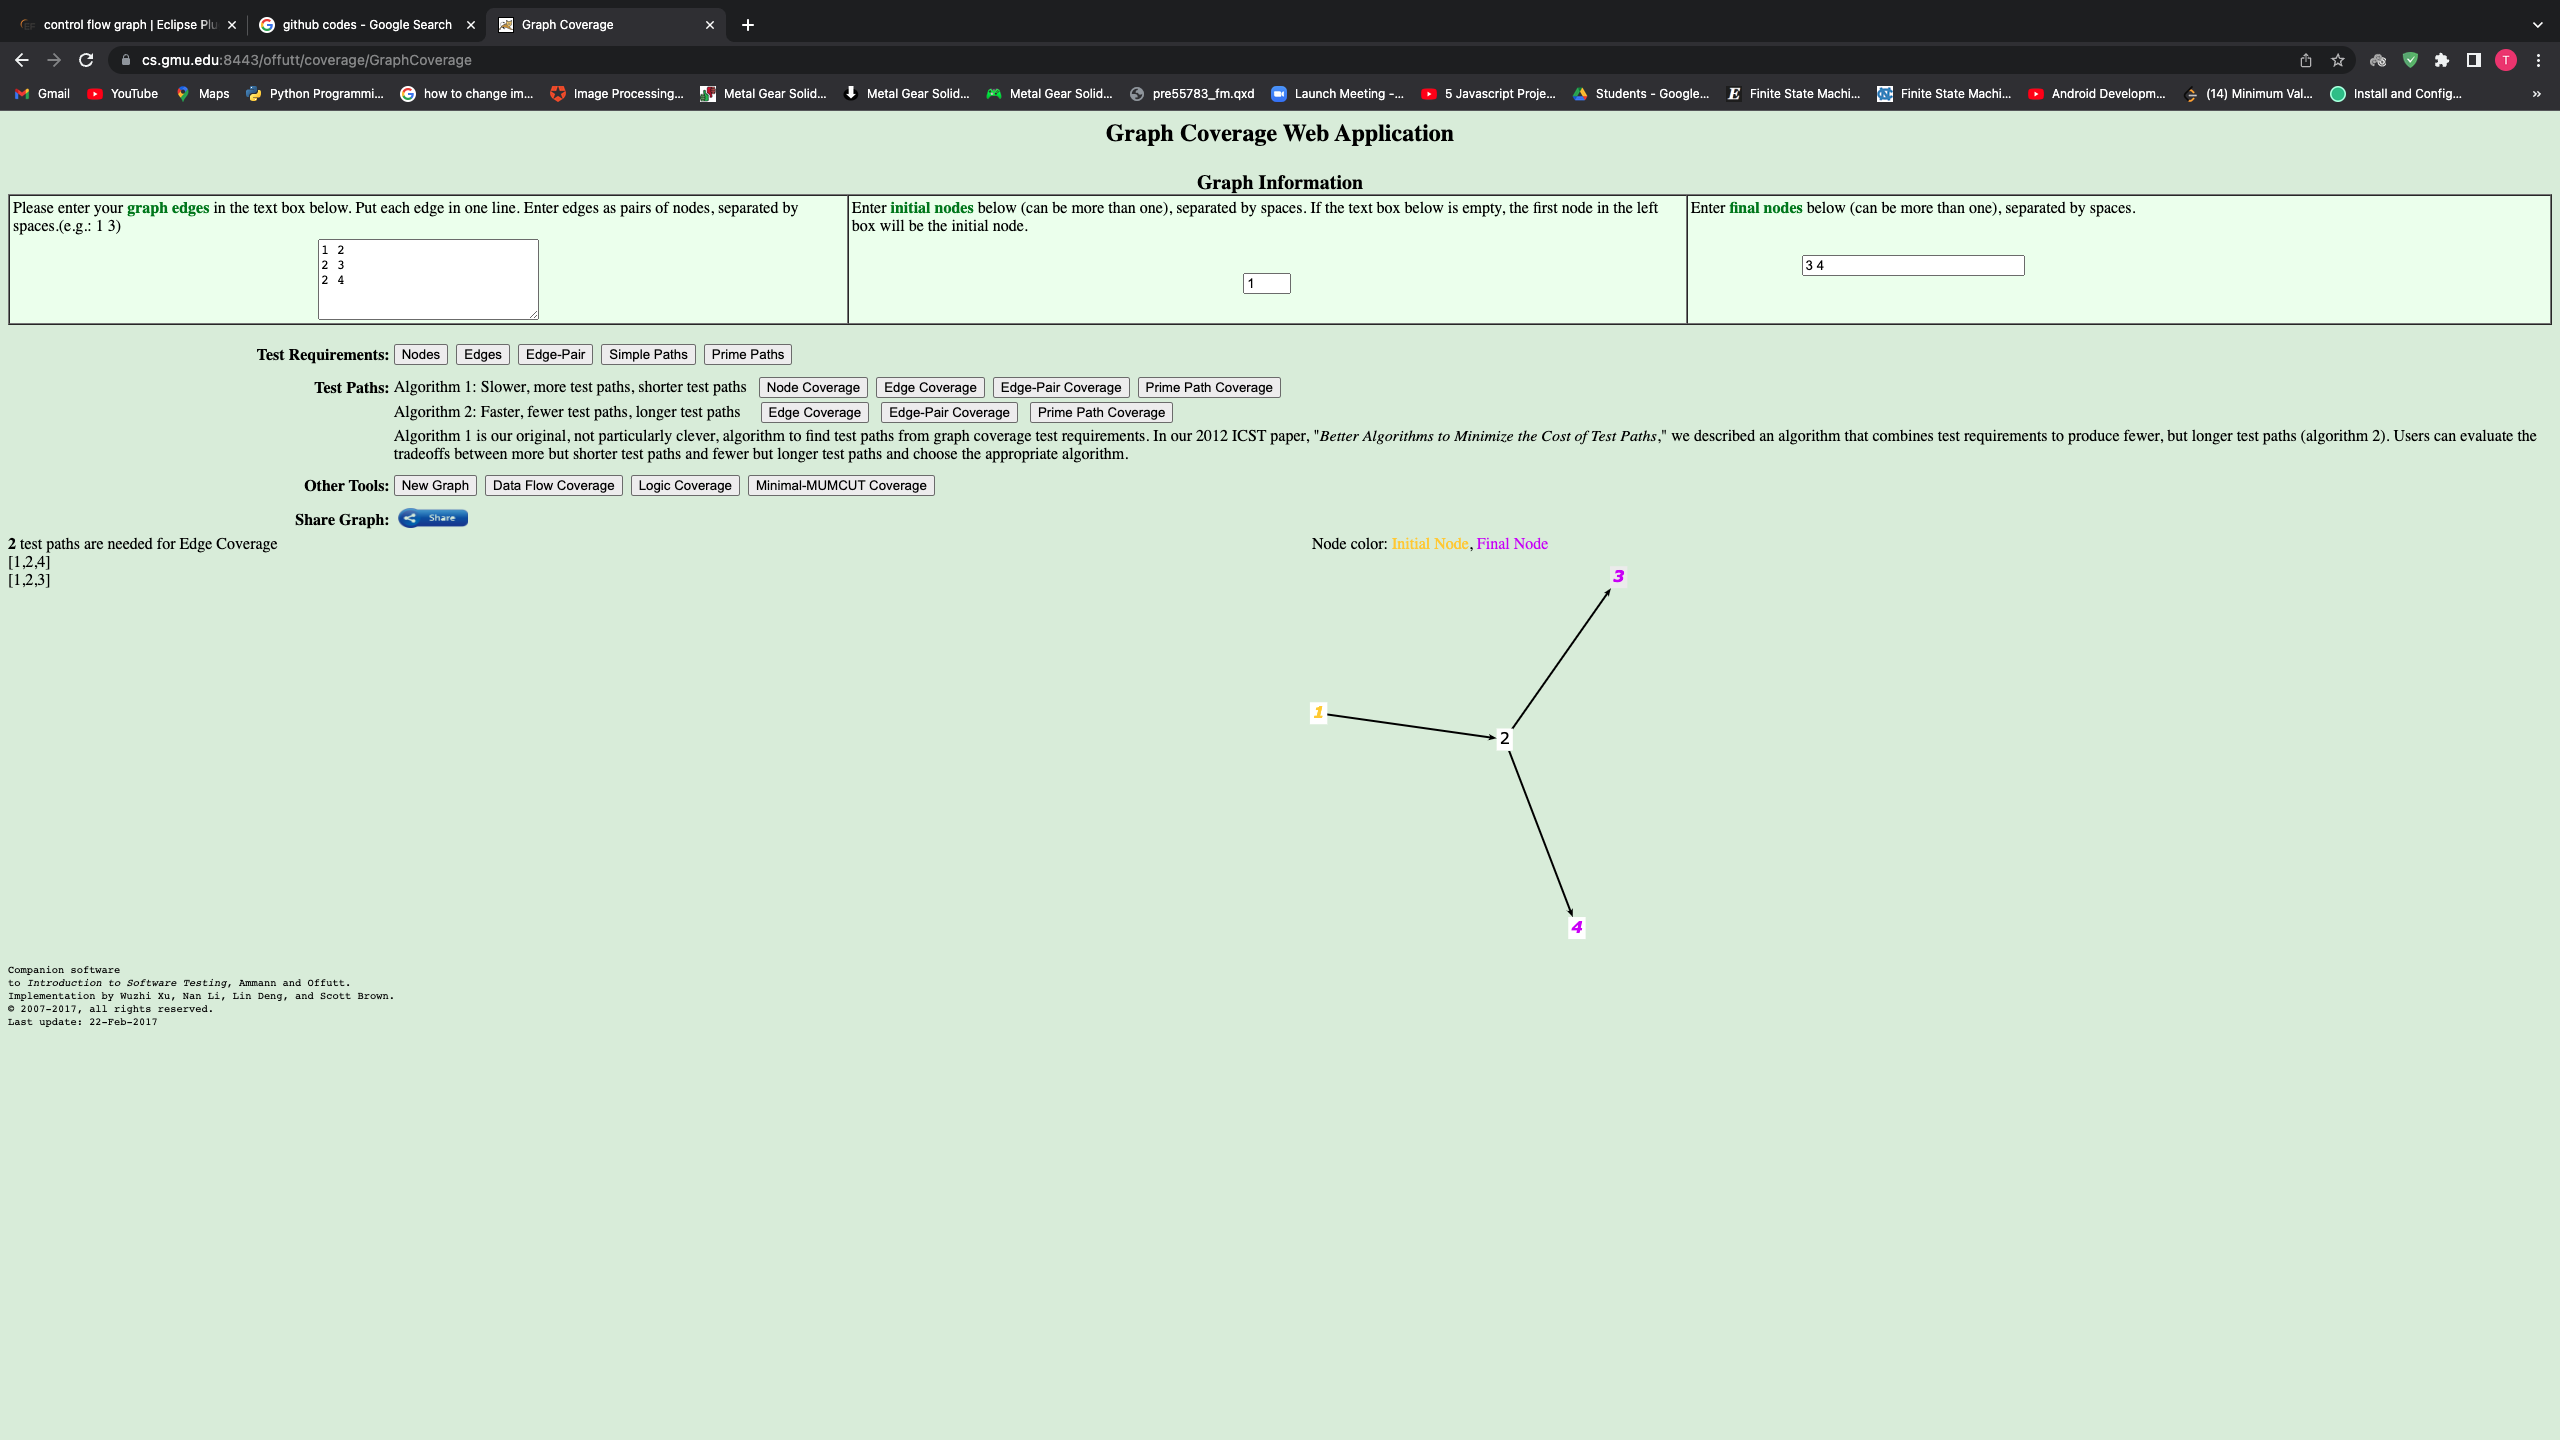 control flow graph | Eclipse Plu
github codes - Google Search
Graph Coverage
cs.gmu.edu:8443/offutt/coverage/GraphCoverage
T
Gmail
YouTube
Maps
Python Programmi...
how to change im...
Image Processing...
Metal Gear Solid...
Metal Gear Solid...
Metal Gear Solid...
pre55783_fm.qxd
Launch Meeting -...
5 Javascript Proje...
Students - Google...
Finite State Machi...
Finite State Machi...
Android Developm...
(14) Minimum Val...
Install and Config...
»
Graph Coverage Web Application
Graph Information
Please enter your graph edges in the text box below. Put each edge in one line. Enter edges as pairs of nodes, separated by
spaces.(e.g.: 1 3)
1 2
2 3
2 4
Enter initial nodes below (can be more than one), separated by spaces. If the text box below is empty, the first node in the left
box will be the initial node.
1
Enter final nodes below (can be more than one), separated by spaces.
3 4
Test Requirements: Nodes Edges Edge-Pair Simple Paths Prime Paths
Test Paths: Algorithm 1: Slower, more test paths, shorter test paths Node Coverage Edge Coverage Edge-Pair Coverage Prime Path Coverage
Algorithm 2: Faster, fewer test paths, longer test paths Edge Coverage Edge-Pair Coverage Prime Path Coverage
Algorithm 1 is our original, not particularly clever, algorithm to find test paths from graph coverage test requirements. In our 2012 ICST paper, "Better Algorithms to Minimize the Cost of Test Paths," we described an algorithm that combines test requirements to produce fewer, but longer test paths (algorithm 2). Users can evaluate the
tradeoffs between more but shorter test paths and fewer but longer test paths and choose the appropriate algorithm.
Other Tools: New Graph Data Flow Coverage Logic Coverage Minimal-MUMCUT Coverage
Share Graph: Share
2 test paths are needed for Edge Coverage
[1,2,4]
[1,2,3]
Node color: Initial Node, Final Node
3
1
2
4
Companion software
to Introduction to Software Testing, Ammann and Offutt.
Implementation by Wuzhi Xu, Nan Li, Lin Deng, and Scott Brown.
© 2007-2017, all rights reserved.
Last update: 22-Feb-2017